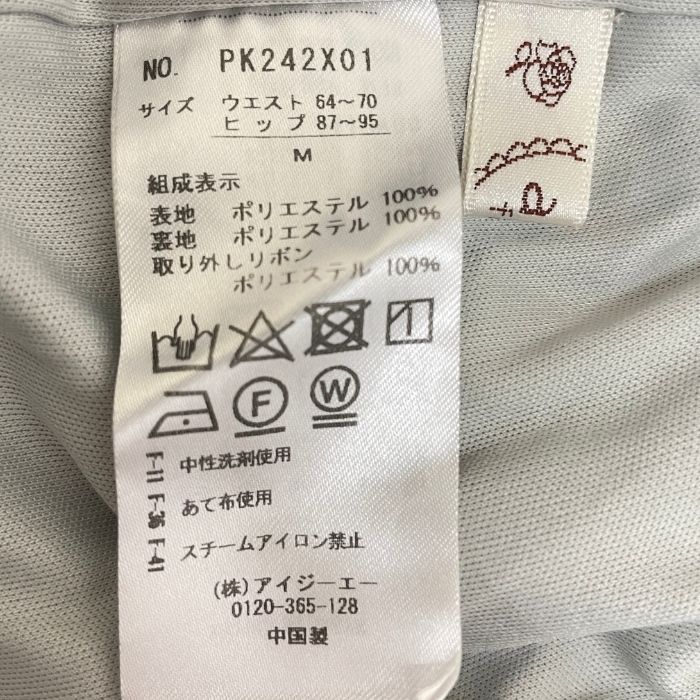 NO. PK242X01
サイズ ウエスト 64〜70
ヒップ 87〜95
M
組成表示
表地 ポリエステル 100%
裏地 ポリエステル 100%
取り外しリボン
ポリエステル 100%
F
W
F-11 中性洗剤使用
F-36 あて布使用
F-41 スチームアイロン禁止
(株)アイジーエー
0120-365-128
中国製